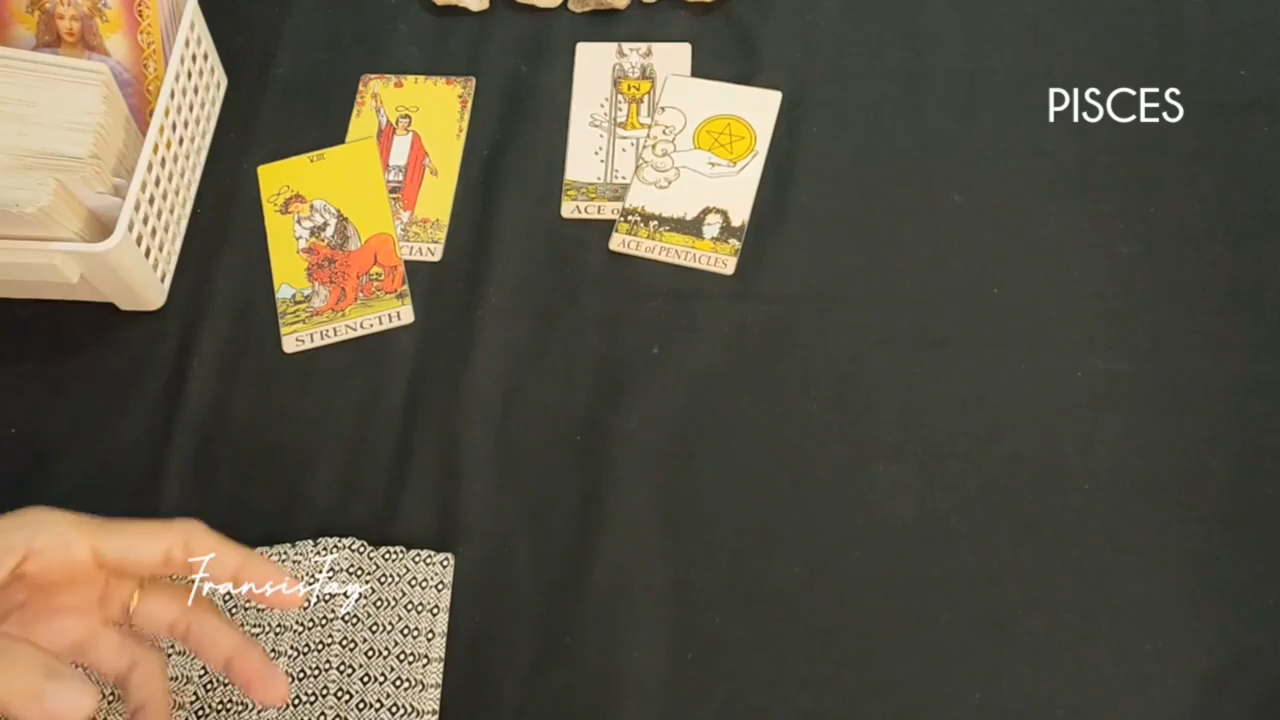 PISCES
I
VIII
CIAN
STRENGTH
ACE o
ACE of PENTACLES
Fransisfay